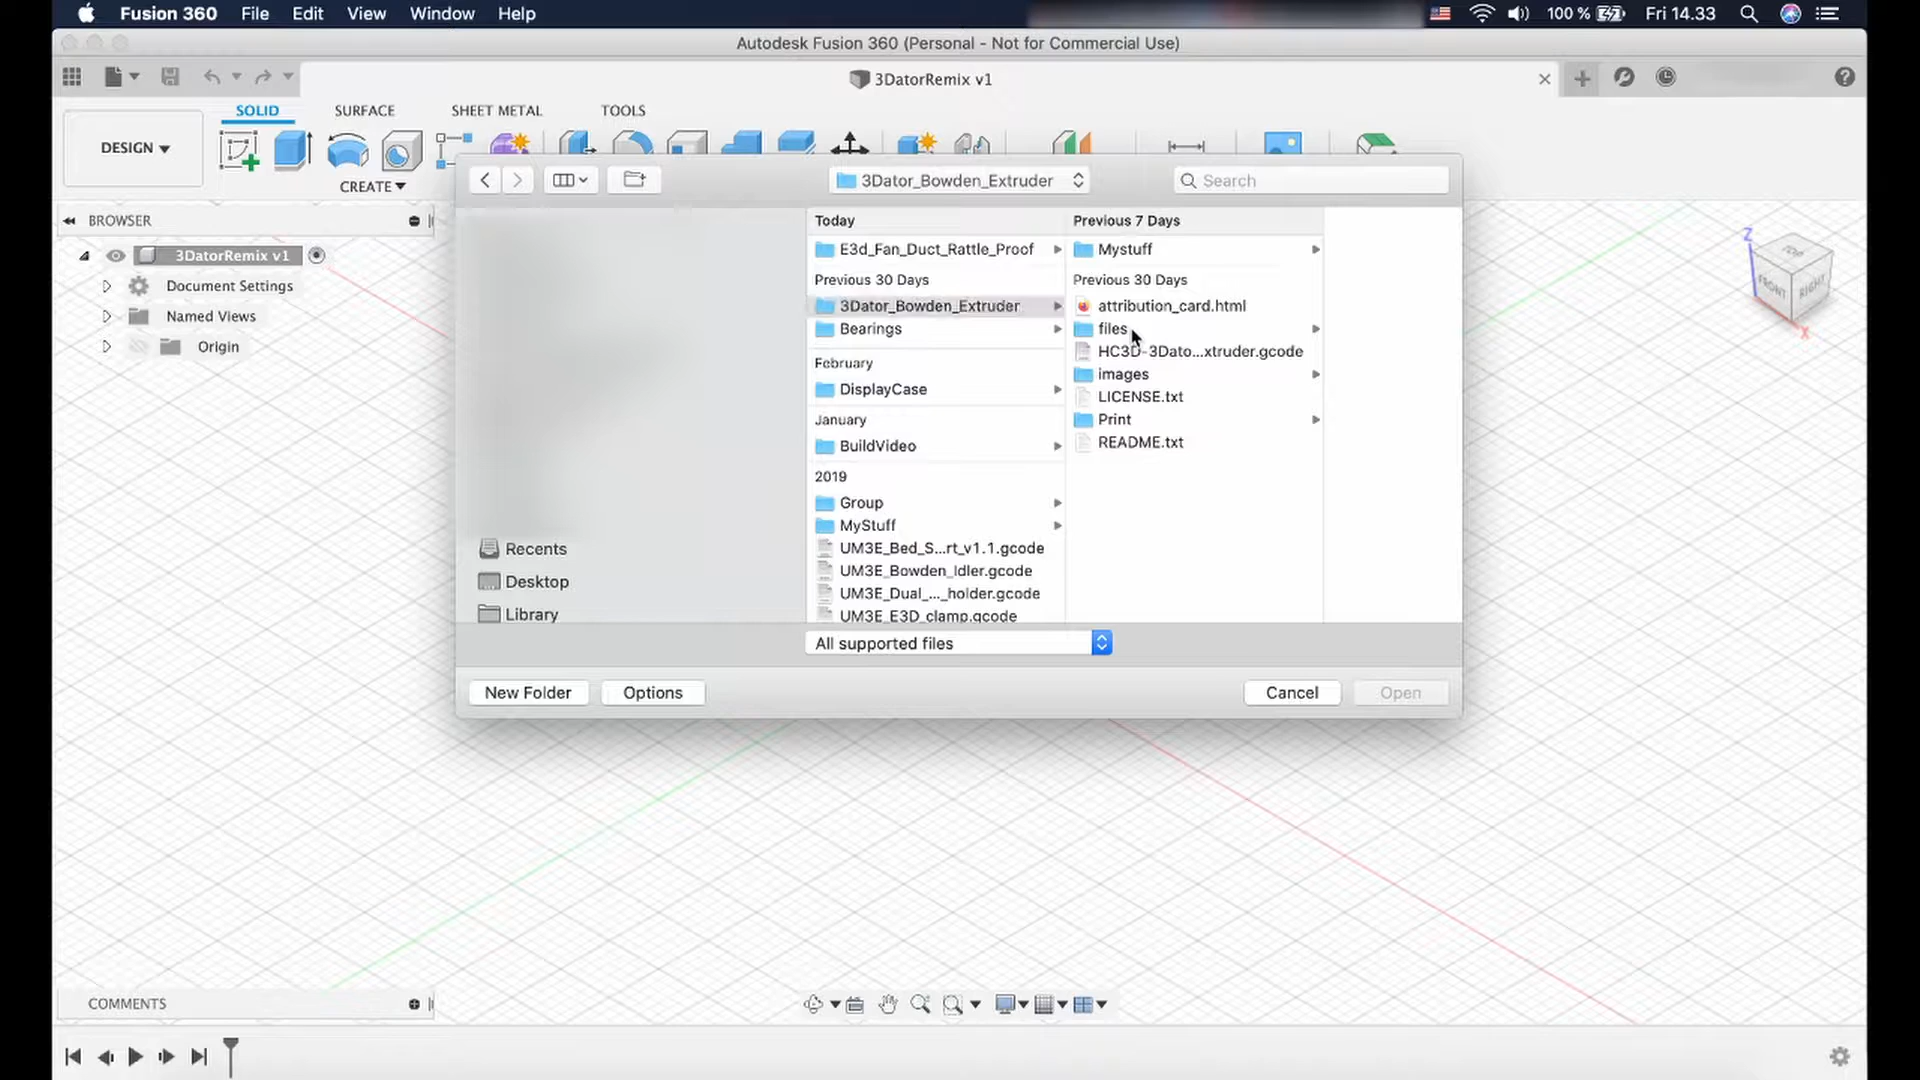 Fusion 360 File Edit View Window Help 100 % Fri 14.33
Autodesk Fusion 360 (Personal - Not for Commercial Use)
3DatorRemix v1
SOLID SURFACE SHEET METAL TOOLS
DESIGN
CREATE
3Dator_Bowden_Extruder Search
BROWSER
3DatorRemix v1
Document Settings
Named Views
Origin
Recents
Desktop
Library
Today
E3d_Fan_Duct_Rattle_Proof
Previous 30 Days
3Dator_Bowden_Extruder
Bearings
February
DisplayCase
January
BuildVideo
2019
Group
MyStuff
UM3E_Bed_S...rt_v1.1.gcode
UM3E_Bowden_Idler.gcode
UM3E_Dual_..._holder.gcode
UM3E_E3D_clamp.gcode
Previous 7 Days
Mystuff
Previous 30 Days
attribution_card.html
files
HC3D-3Dato...xtruder.gcode
images
LICENSE.txt
Print
README.txt
All supported files
New Folder Options Cancel Open
Z
TOP
FRONT
RIGHT
X
COMMENTS